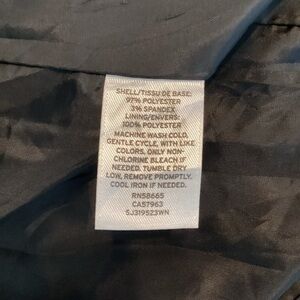 SHELL/TISSU DE BASE:
97% POLYESTER
3% SPANDEX
LINING/ENVERS:
100% POLYESTER
MACHINE WASH COLD,
GENTLE CYCLE, WITH LIKE
COLORS, ONLY NON-
CHLORINE BLEACH IF
NEEDED. TUMBLE DRY
LOW, REMOVE PROMPTLY.
COOL IRON IF NEEDED.
RN58665
CA57963
SJ319523WN